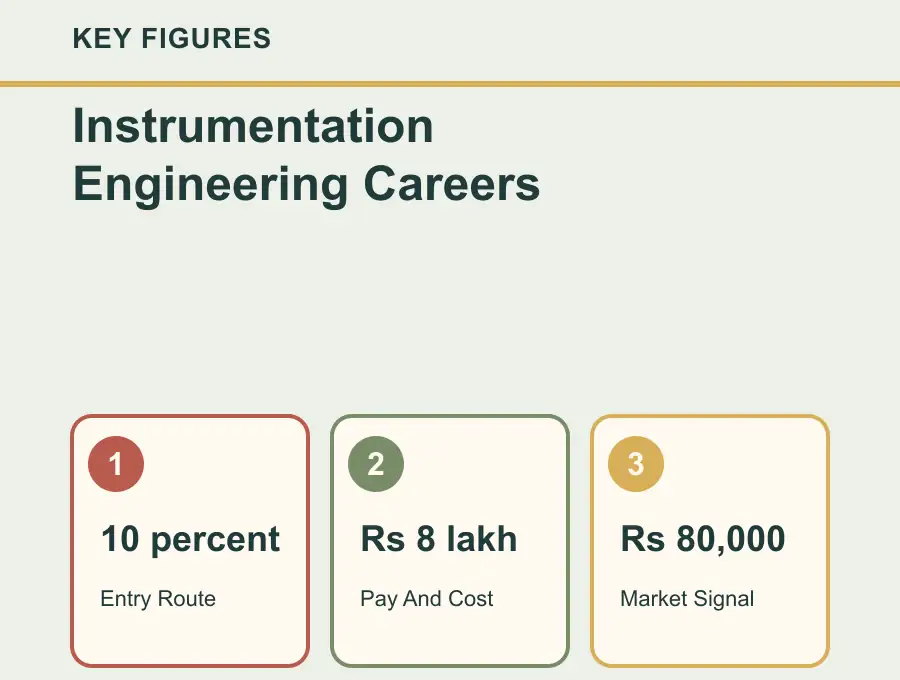 KEY FIGURES
Instrumentation
Engineering Careers
1
10 percent
Entry Route
2
Rs 8 lakh
Pay And Cost
3
Rs 80,000
Market Signal